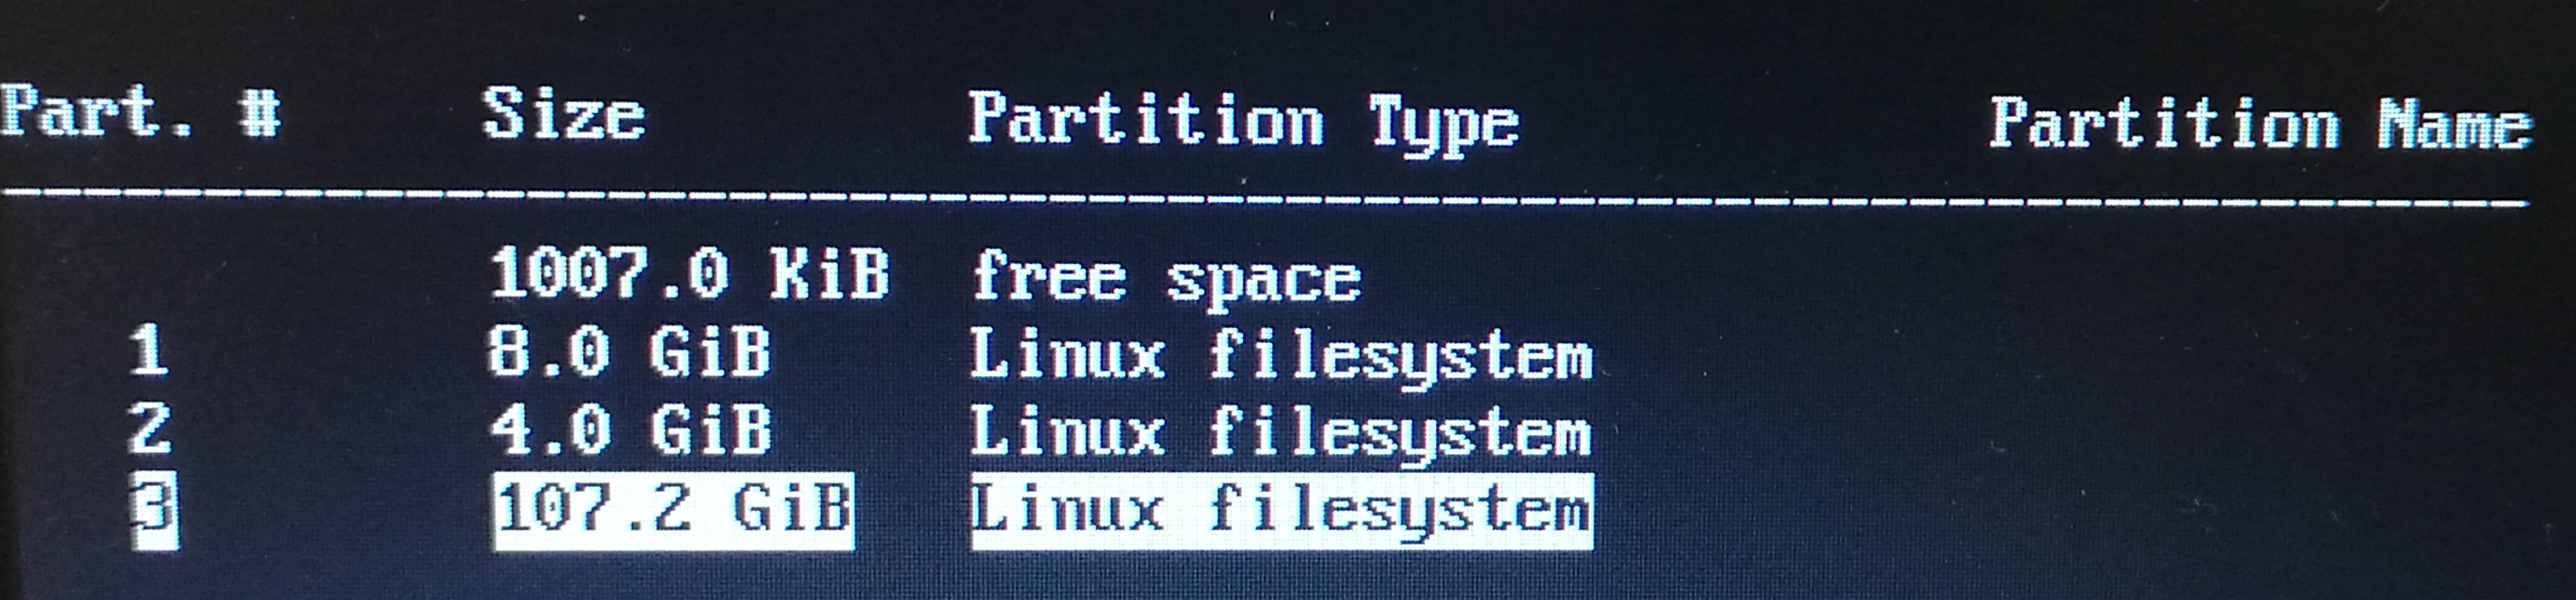 Part. # Size Partition Type Partition Name
----------------------------------------------------------------
1007.0 KiB free space
1 8.0 GiB Linux filesystem
2 4.0 GiB Linux filesystem
3 107.2 GiB Linux filesystem